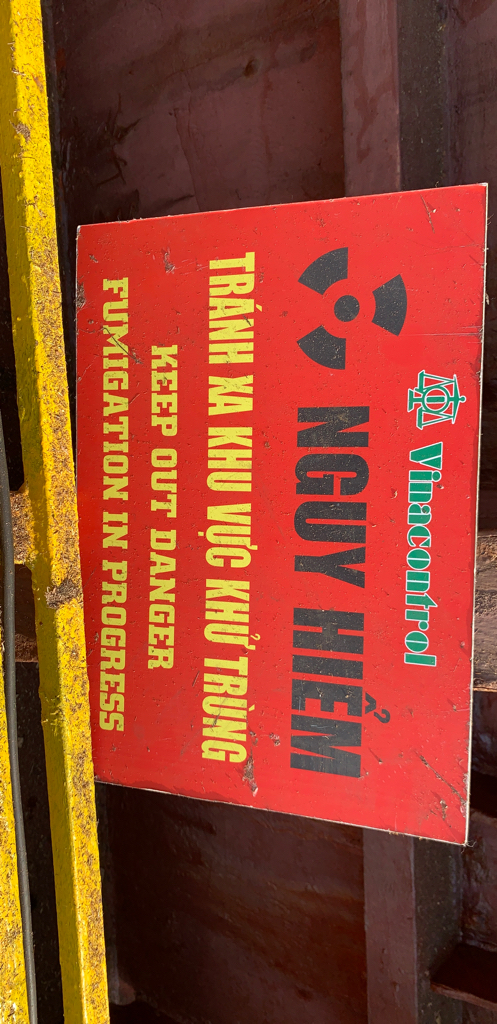 Vinacontrol
NGUY HIỂM
TRÁNH XA KHU VỰC KHỬ TRÙNG
KEEP OUT DANGER
FUMIGATION IN PROGRESS